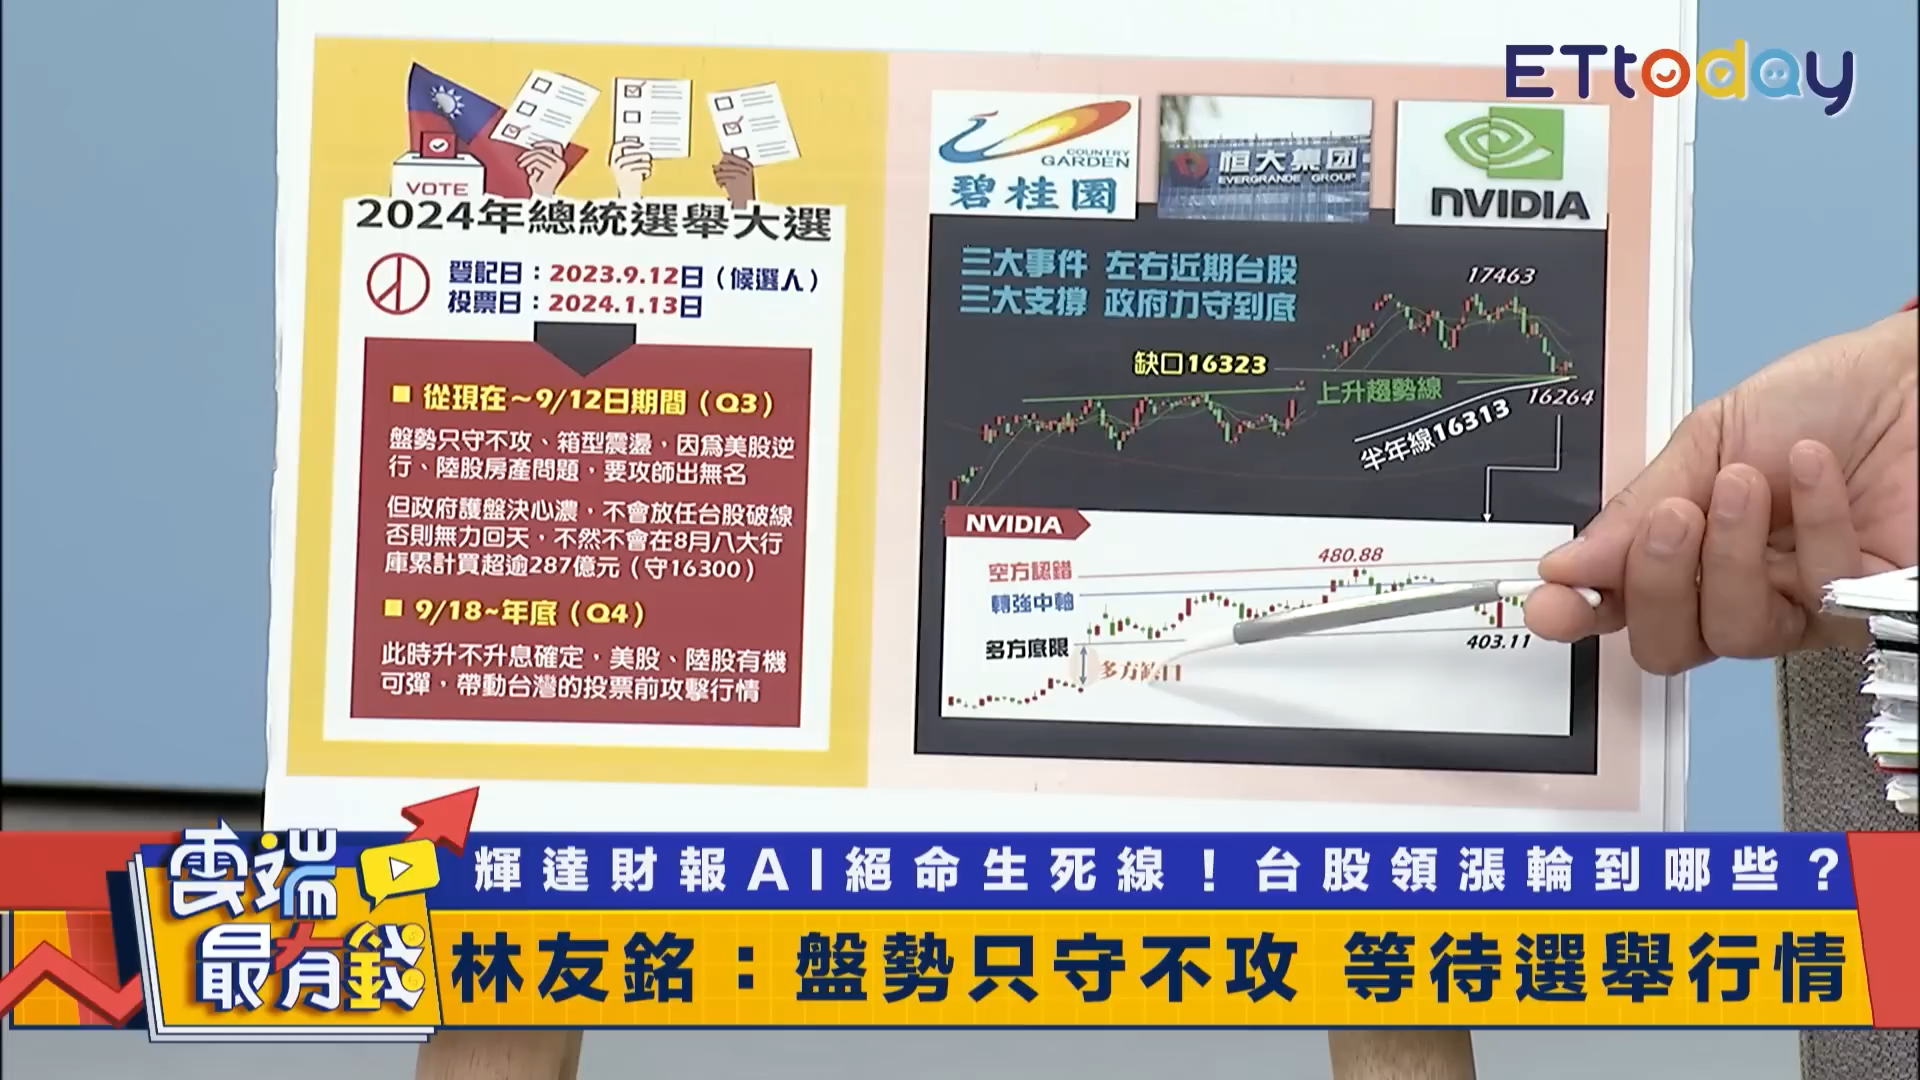 ETtoday
VOTE
2024年總統選舉大選
登記日：2023.9.12日（候選人）
投票日：2024.1.13日
■ 從現在~9/12日期間（Q3）
盤勢只守不攻、箱型震盪，因為美股逆
行、陸股房產問題，要攻師出無名
但政府護盤決心濃，不會放任台股破線
否則無力回天，不然不會在8月八大行
庫累計買超逾287億元（守16300）
■ 9/18~年底（Q4）
此時升不升息確定，美股、陸股有機
可彈，帶動台灣的投票前攻擊行情
COUNTRY
GARDEN
碧桂園
恒大集团
EVERGRANDE GROUP
NVIDIA
三大事件 左右近期台股
三大支撐 政府力守到底
17463
缺口16323
上升趨勢線
16264
半年線16313
NVIDIA
空方認錯
480.88
轉強中軸
多方底限
403.11
多方缺口
雲端
最有錢
輝達財報AI絕命生死線！台股領漲輪到哪些？
林友銘：盤勢只守不攻 等待選舉行情